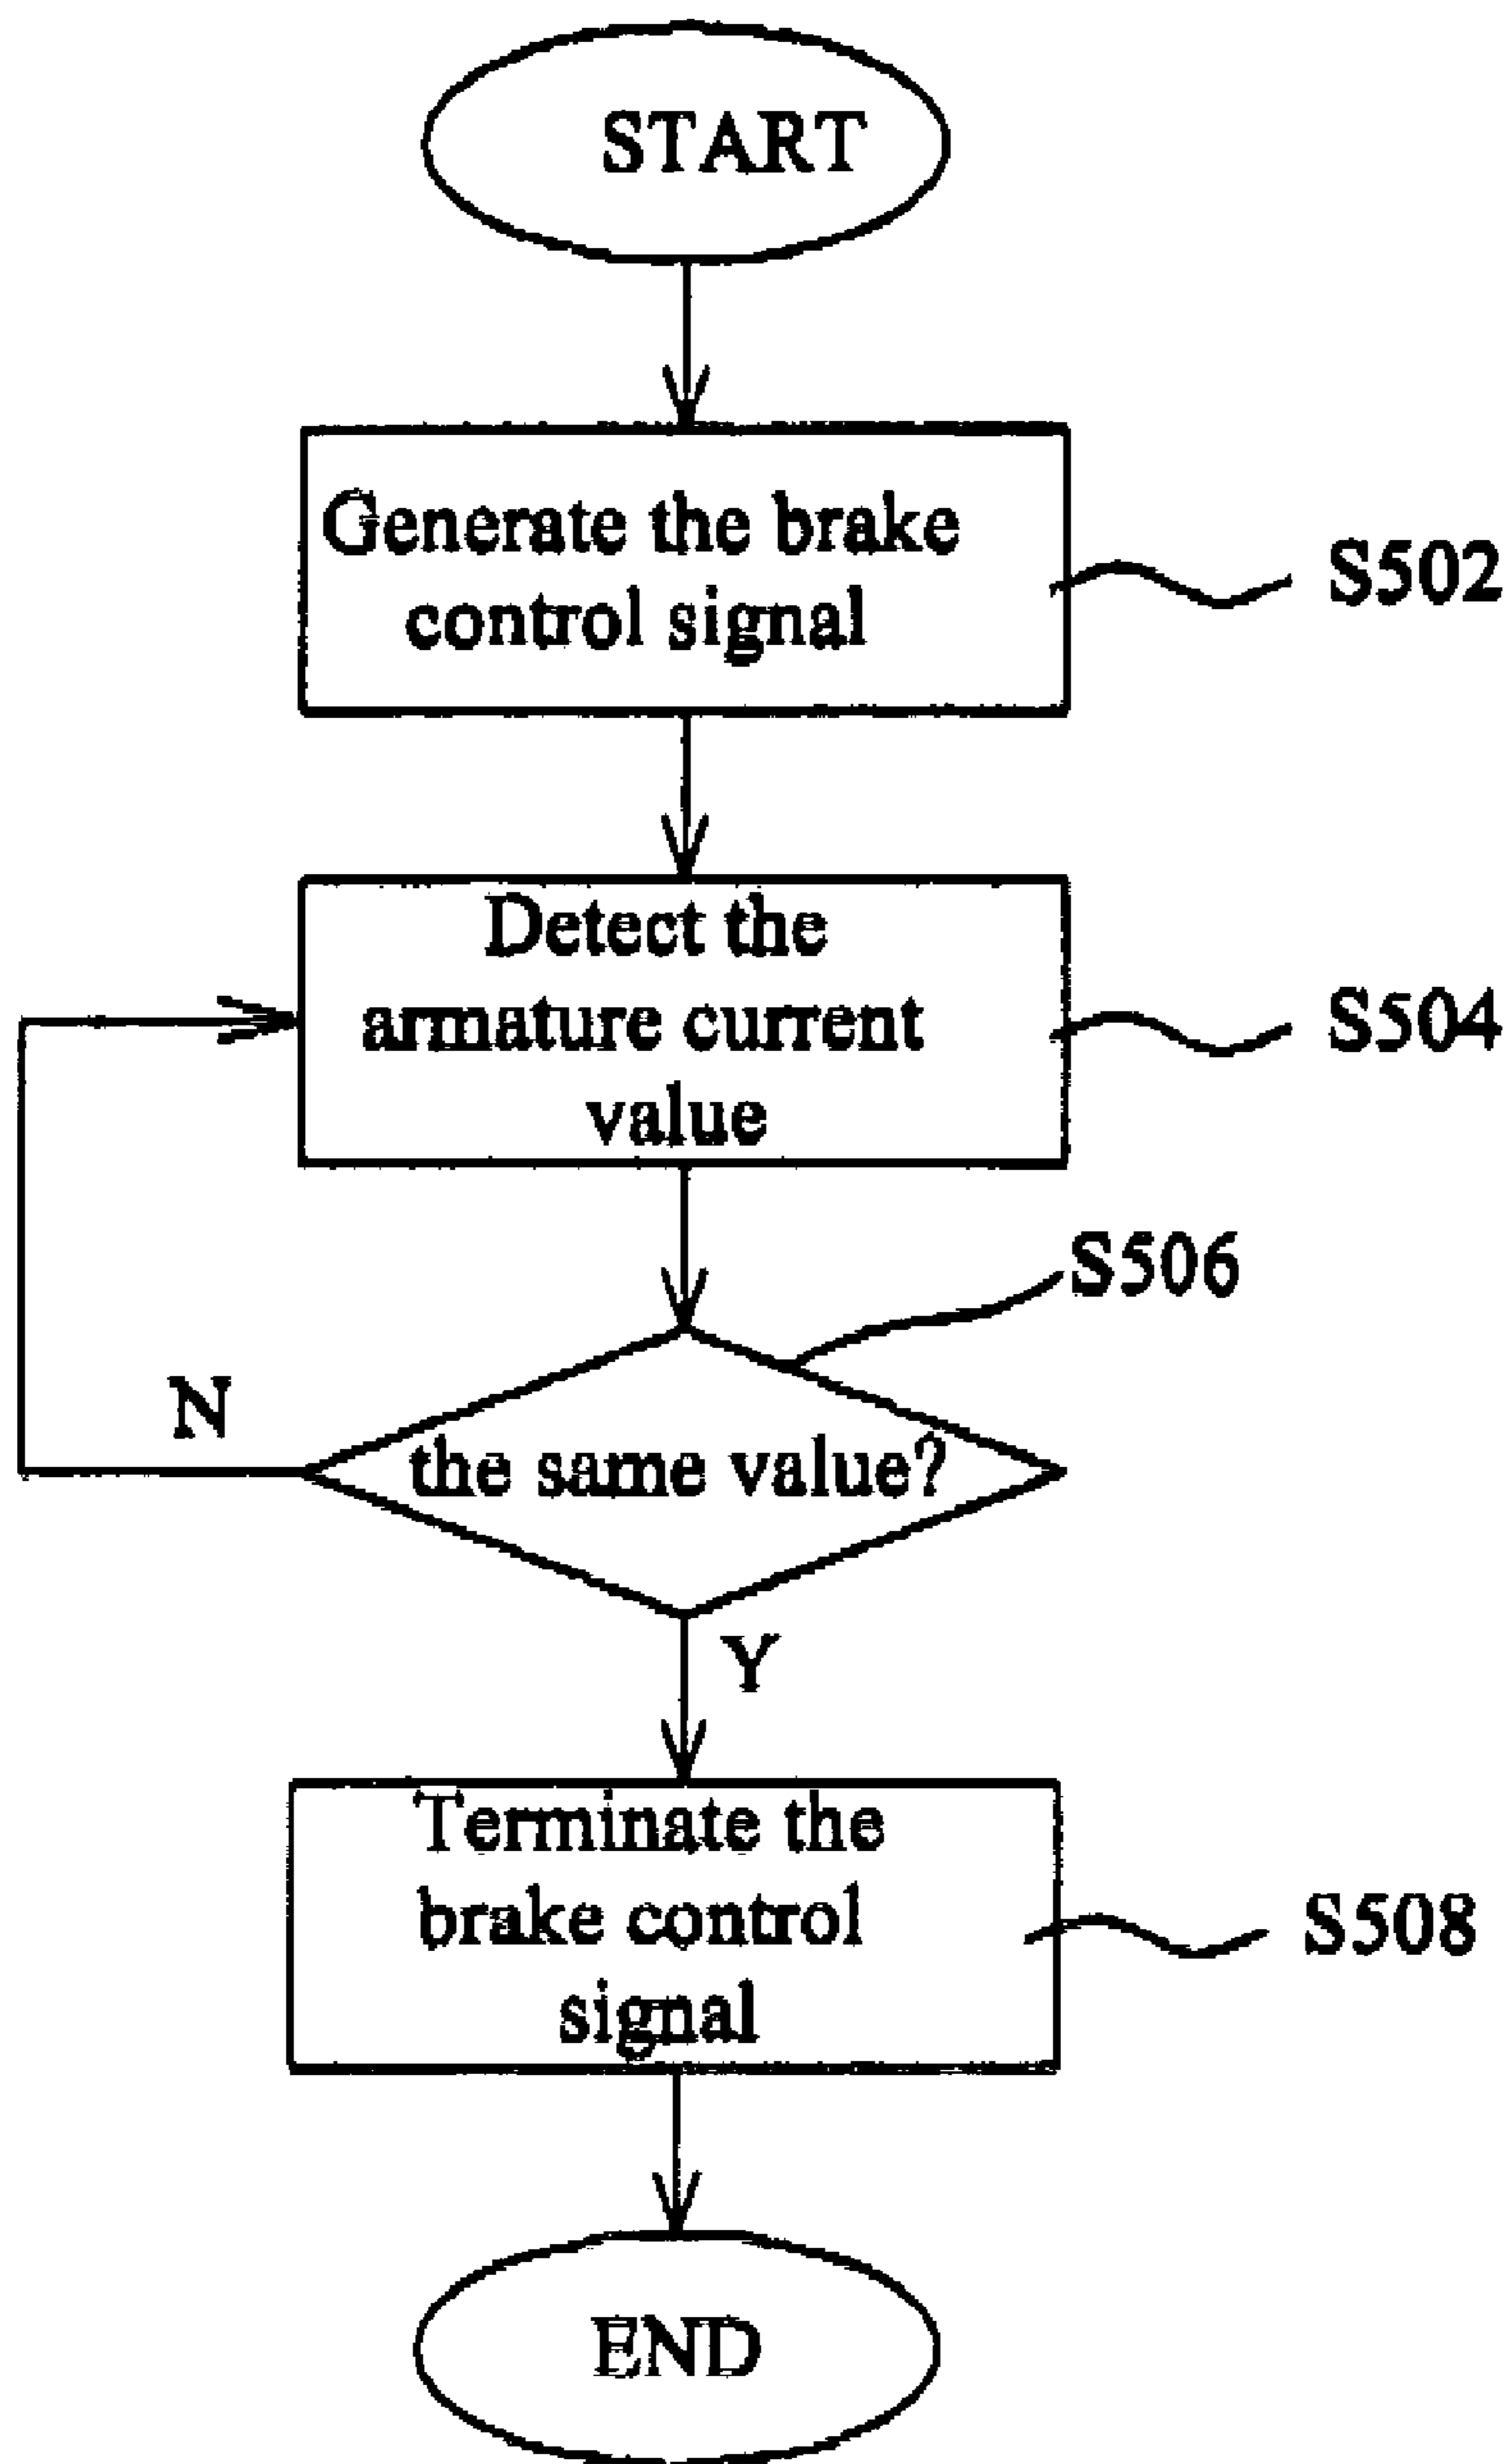 START
Generate the brake
control signal
S502
Detect the
armature current
value
S504
S506
N
the same value?
Y
Terminate the
brake control
signal
S508
END